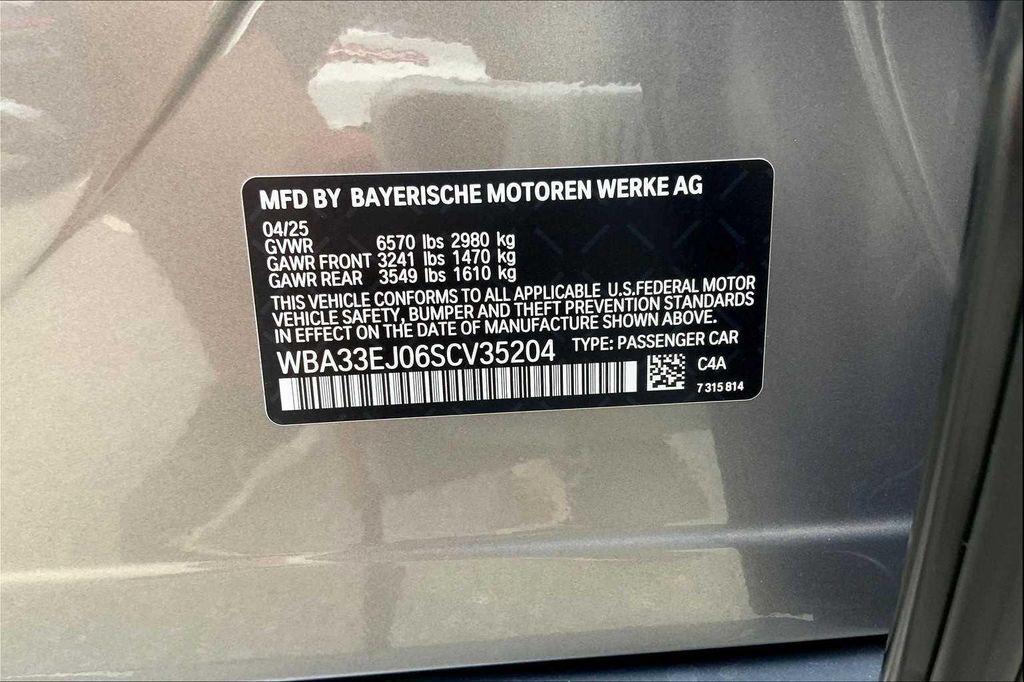 MFD BY BAYERISCHE MOTOREN WERKE AG
04/25
GVWR 6570 lbs 2980 kg
GAWR FRONT 3241 lbs 1470 kg
GAWR REAR 3549 lbs 1610 kg
THIS VEHICLE CONFORMS TO ALL APPLICABLE U.S.FEDERAL MOTOR
VEHICLE SAFETY, BUMPER AND THEFT PREVENTION STANDARDS
IN EFFECT ON THE DATE OF MANUFACTURE SHOWN ABOVE.
WBA33EJ06SCV35204 TYPE: PASSENGER CAR
C4A
7 315 814